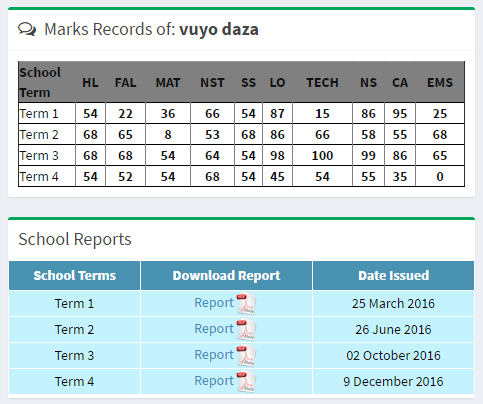 Marks Records of: vuyo daza
School Term HL FAL MAT NST SS LO TECH NS CA EMS
Term 1 54 22 36 66 54 87 15 86 95 25
Term 2 68 65 8 53 68 86 66 58 55 68
Term 3 68 68 54 64 54 98 100 99 86 65
Term 4 54 52 54 68 54 45 54 55 35 0
School Reports
School Terms Download Report Date Issued
Term 1 Report 25 March 2016
Term 2 Report 26 June 2016
Term 3 Report 02 October 2016
Term 4 Report 9 December 2016